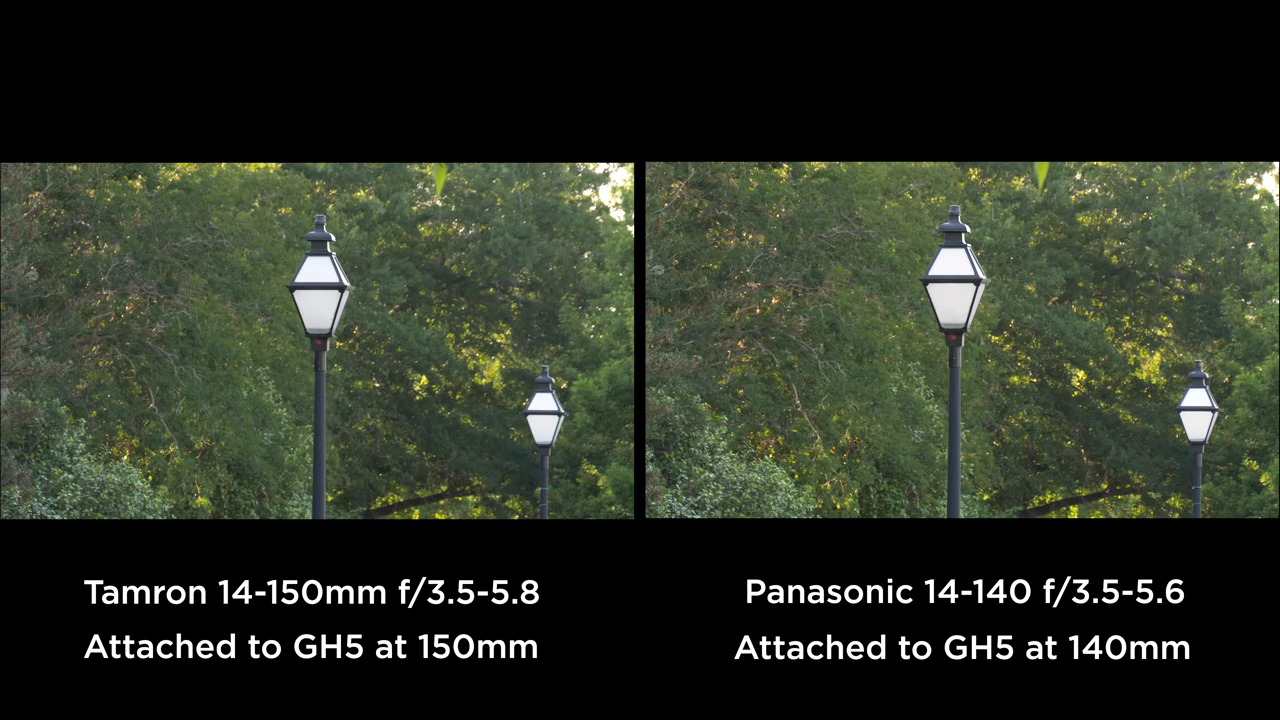 Tamron 14-150mm f/3.5-5.8
Attached to GH5 at 150mm
Panasonic 14-140 f/3.5-5.6
Attached to GH5 at 140mm